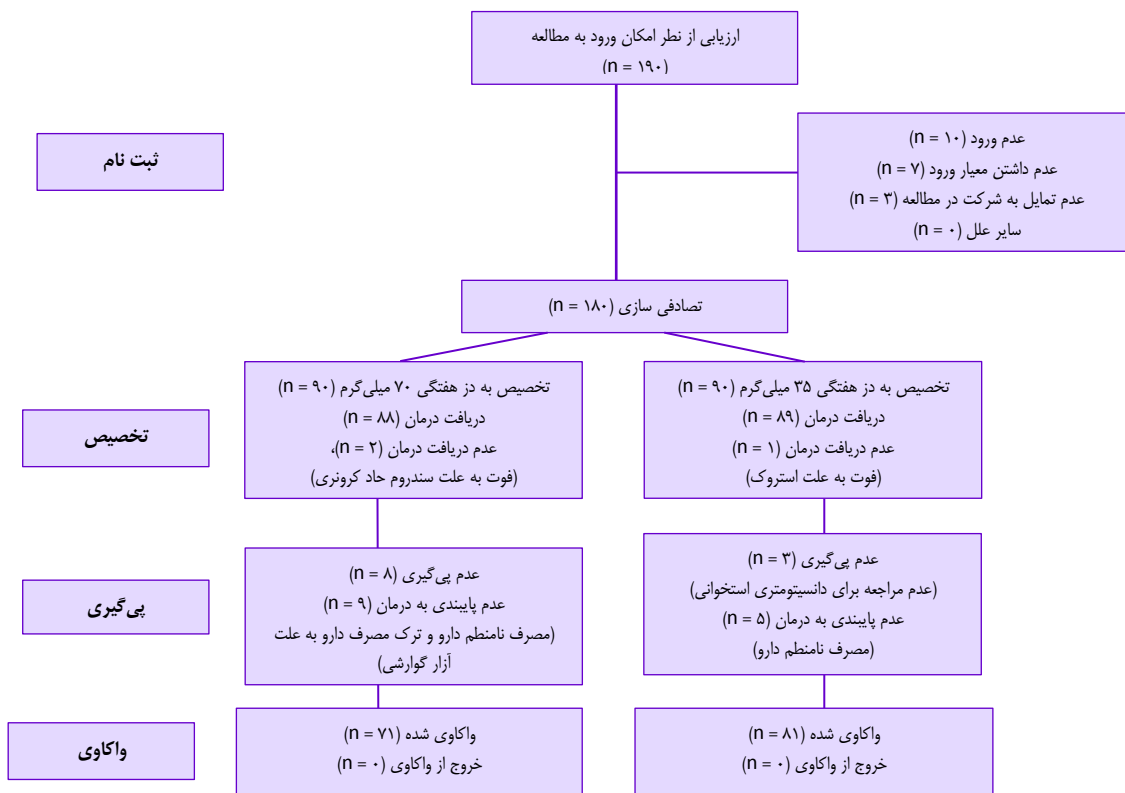 ارزیابی از نطر امکان ورود به مطالعه
(n = ۱۹۰)
ثبت نام
عدم ورود (n = ۱۰)
عدم داشتن معیار ورود (n = ۷)
عدم تمایل به شرکت در مطالعه (n = ۳)
سایر علل (n = ۰)
تصادفی سازی (n = ۱۸۰)
تخصیص
تخصیص به دز هفتگی ۳۵ میلی‌گرم (n = ۹۰)
دریافت درمان (n = ۸۹)
عدم دریافت درمان (n = ۱)
(فوت به علت استروک)
تخصیص به دز هفتگی ۷۰ میلی‌گرم (n = ۹۰)
دریافت درمان (n = ۸۸)
عدم دریافت درمان (n = ۲)،
(فوت به علت سندروم حاد کرونری)
پی‌گیری
عدم پی‌گیری (n = ۳)
(عدم مراجعه برای دانسیتومتری استخوانی)
عدم پایبندی به درمان (n = ۵)
(مصرف نامنطم دارو)
عدم پی‌گیری (n = ۸)
عدم پایبندی به درمان (n = ۹)
(مصرف نامنطم دارو و ترک مصرف دارو به علت
آزار گوارشی)
واکاوی
واکاوی شده (n = ۸۱)
خروج از واکاوی (n = ۰)
واکاوی شده (n = ۷۱)
خروج از واکاوی (n = ۰)